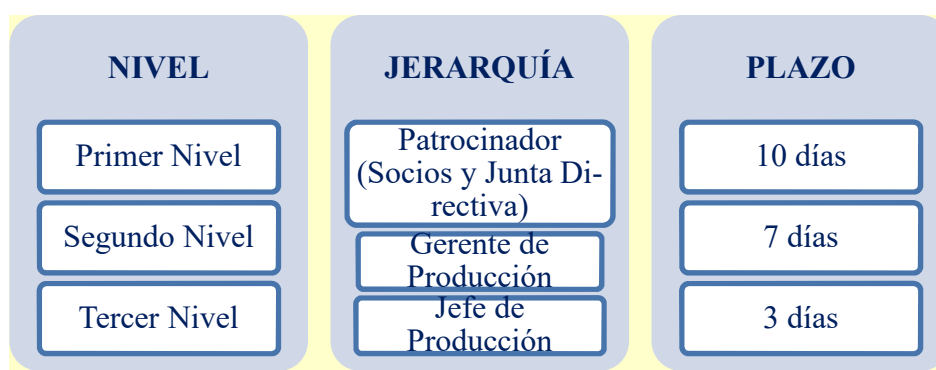 NIVEL
Primer Nivel
Segundo Nivel
Tercer Nivel
JERARQUÍA
Patrocinador
(Socios y Junta Di-
rectiva)
Gerente de
Producción
Jefe de
Producción
PLAZO
10 días
7 días
3 días